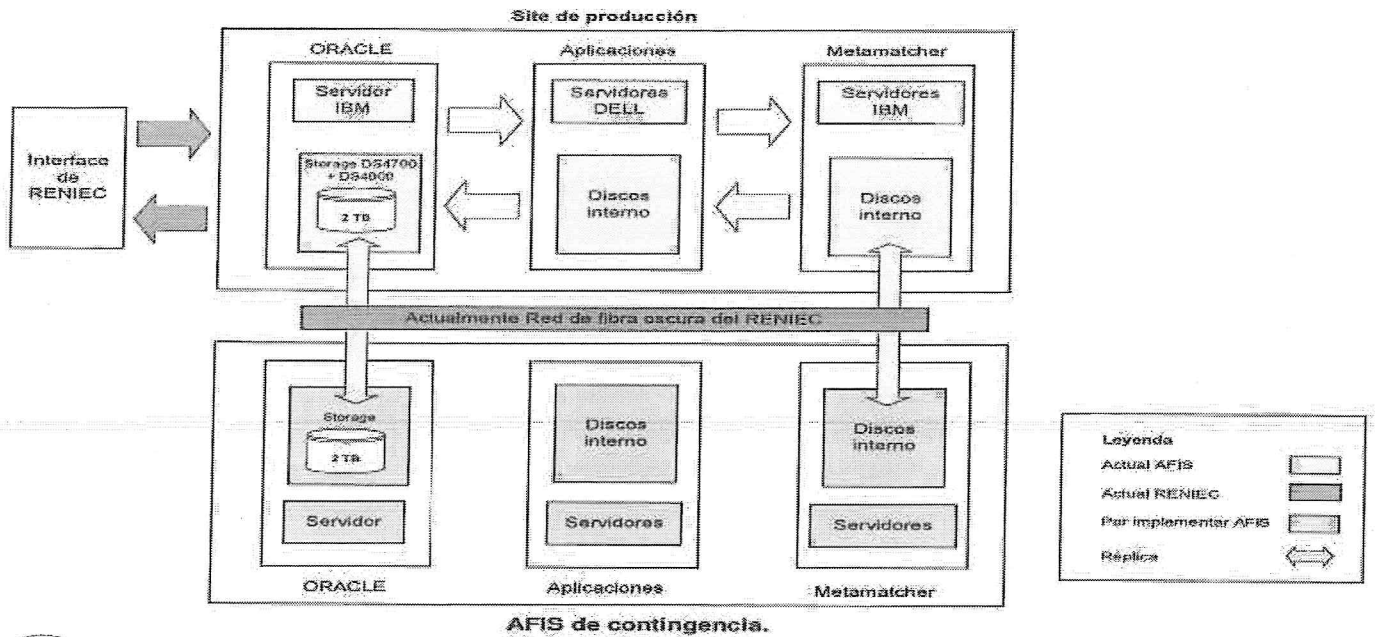 Site de producción
ORACLE
Aplicaciones
Metamatcher
Servidor
IBM
Servidores
DELL
Servidores
IBM
Interface
de
RENIEC
Storage DS4700
+ DS4000
2 TB
Discos
interno
Discos
interno
Actualmente Red de fibra oscura del RENIEC
Storage
2 TB
Discos
interno
Discos
interno
Servidor
Servidores
Servidores
ORACLE
Aplicaciones
Metamatcher
AFIS de contingencia.
Leyenda
Actual AFIS
Actual RENIEC
Por implementar AFIS
Réplica